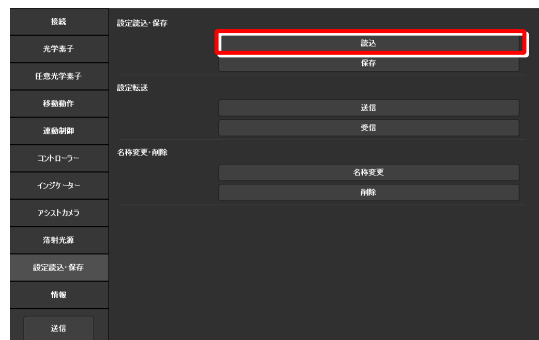 接続
光学素子
任意光学素子
移動動作
連動制御
コントローラー
インジケーター
アシストカメラ
落射光源
設定読込・保存
情報
送信
設定読込・保存
読込
保存
設定転送
送信
受信
名称変更・削除
名称変更
削除